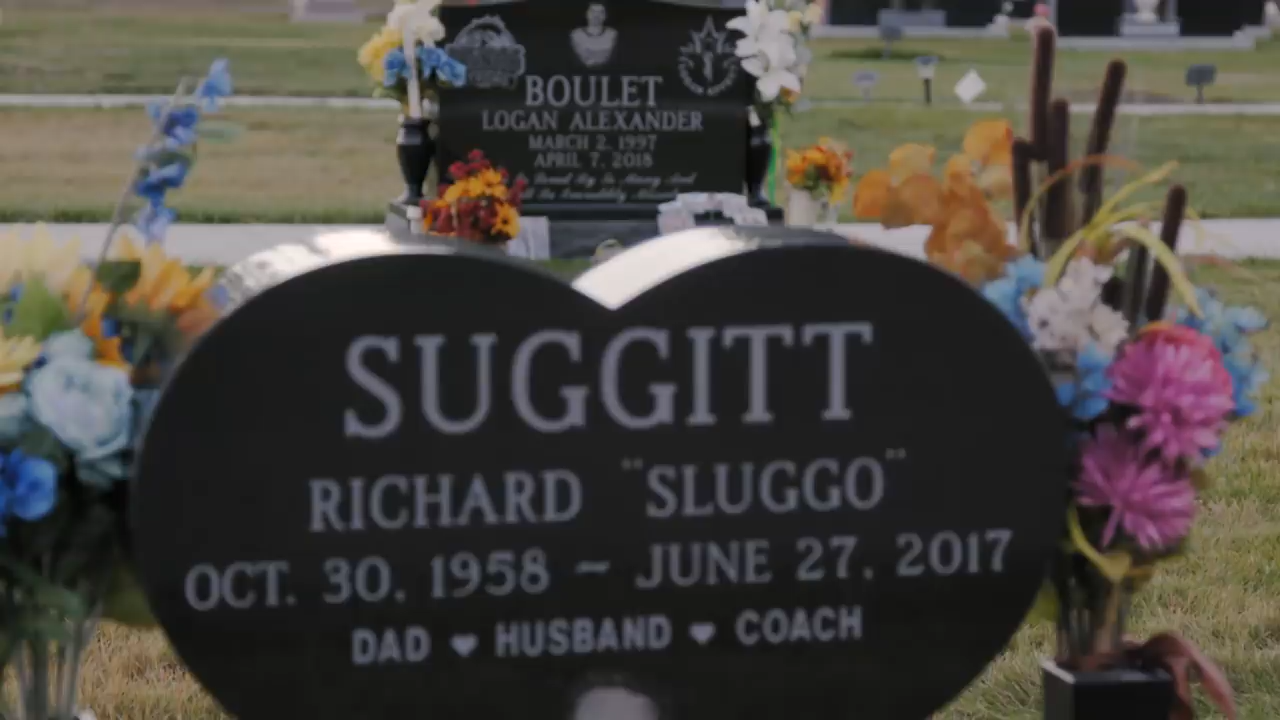 BOULET
LOGAN ALEXANDER
MARCH 2, 1997
APRIL 7, 2018
SUGGITT
RICHARD "SLUGGO"
OCT. 30, 1958 ~ JUNE 27, 2017
DAD ♥ HUSBAND ♥ COACH